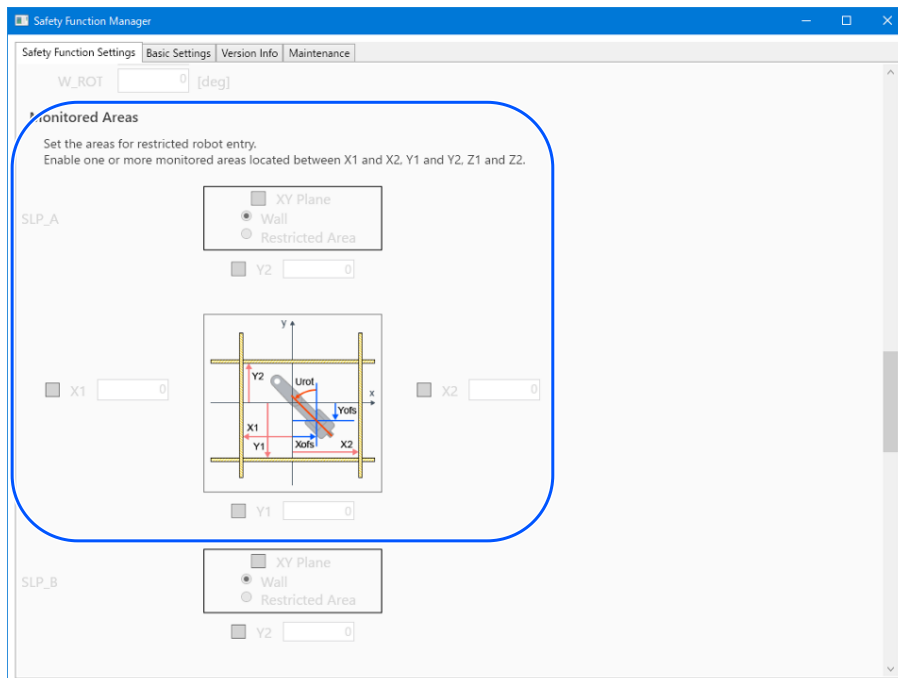 Safety Function Manager
Safety Function Settings Basic Settings Version Info Maintenance
W_ROT 0 [deg]
Monitored Areas
Set the areas for restricted robot entry.
Enable one or more monitored areas located between X1 and X2, Y1 and Y2, Z1 and Z2.
XY Plane
SLP_A Wall
Restricted Area
Y2 0
y
Y2 Urot
X1 0 x X2 0
Yofs
X1
Y1 Xofs X2
Y1 0
XY Plane
SLP_B Wall
Restricted Area
Y2 0